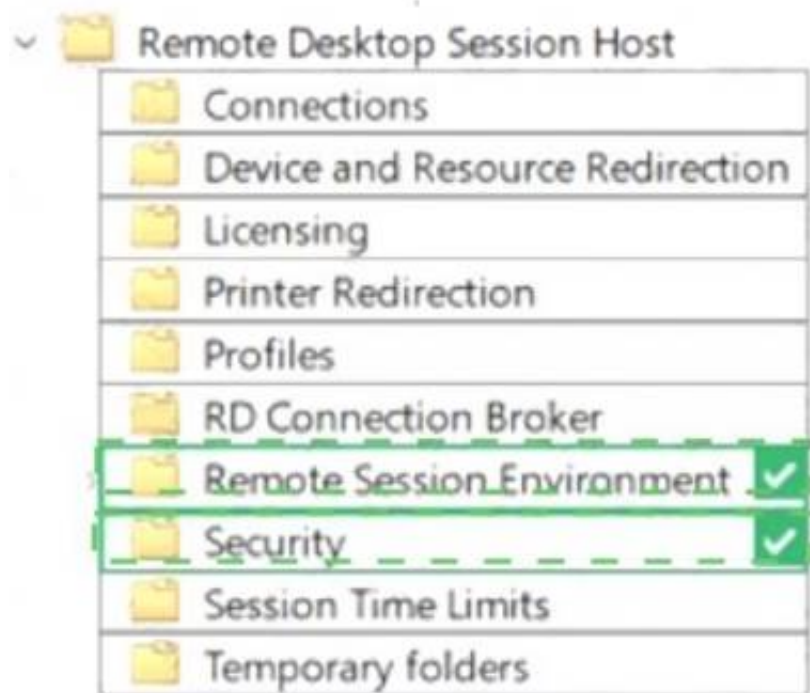 Remote Desktop Session Host
Connections
Device and Resource Redirection
Licensing
Printer Redirection
Profiles
RD Connection Broker
Remote Session Environment
Security
Session Time Limits
Temporary folders